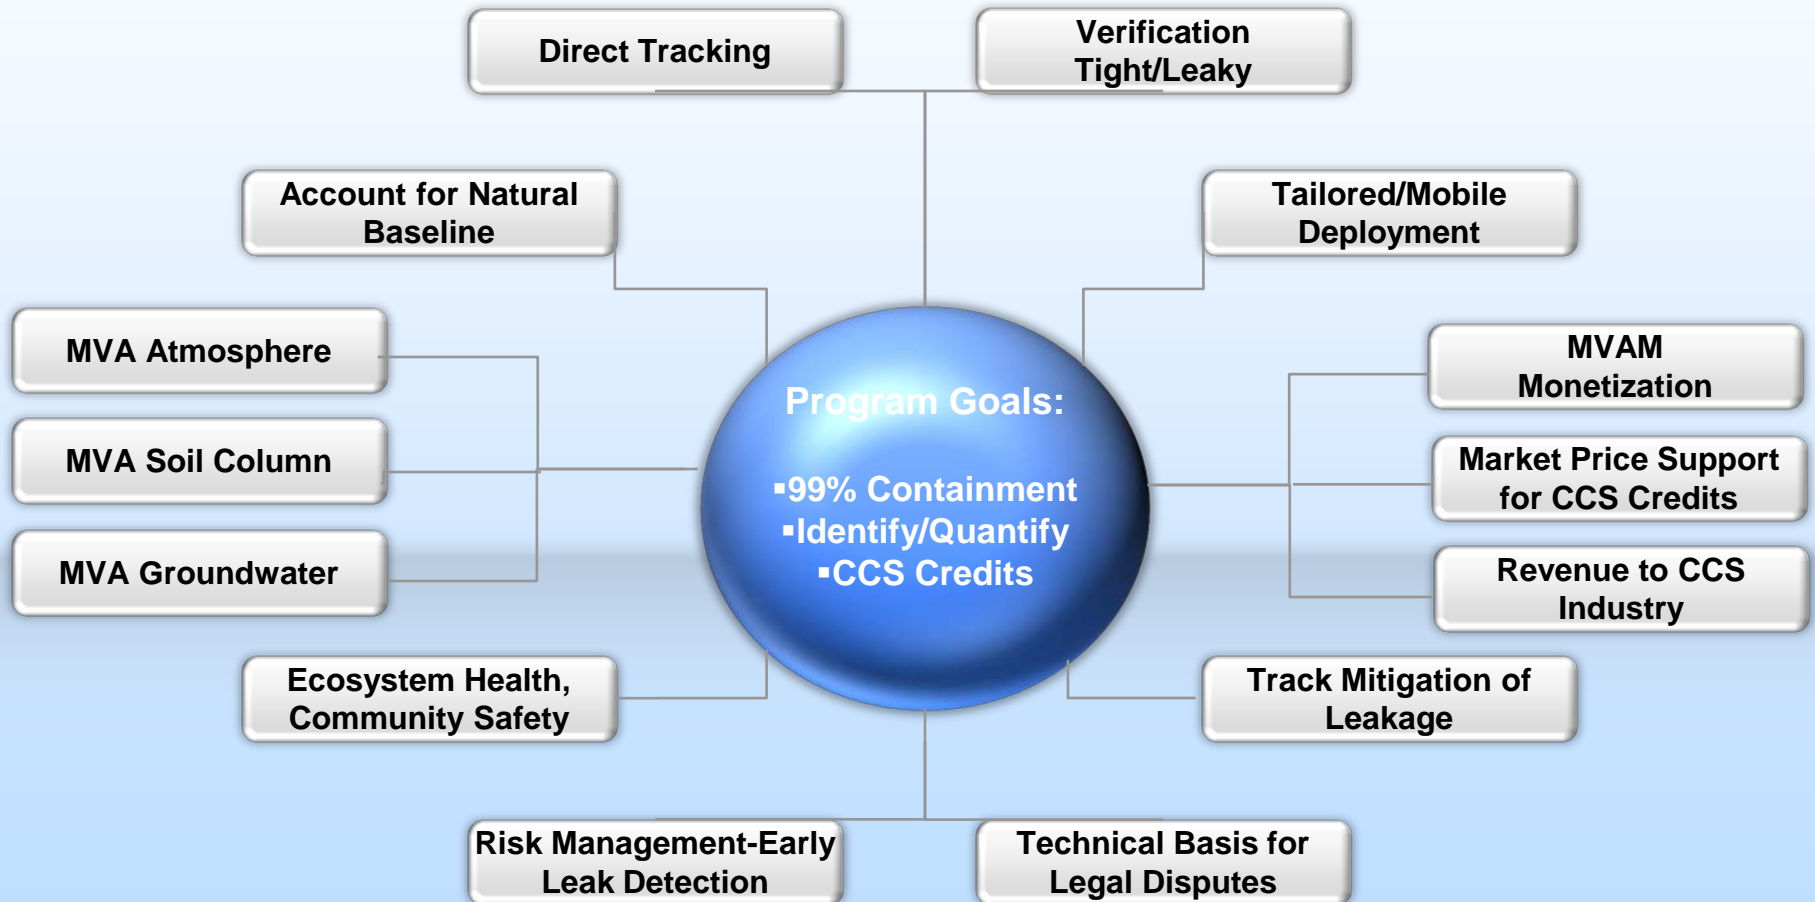 Direct Tracking
Verification
Tight/Leaky
Account for Natural
Baseline
Tailored/Mobile
Deployment
MVA Atmosphere
MVA Soil Column
MVA Groundwater
Program Goals:
▪99% Containment
▪Identify/Quantify
▪CCS Credits
MVAM
Monetization
Market Price Support
for CCS Credits
Revenue to CCS
Industry
Ecosystem Health,
Community Safety
Track Mitigation of
Leakage
Risk Management-Early
Leak Detection
Technical Basis for
Legal Disputes